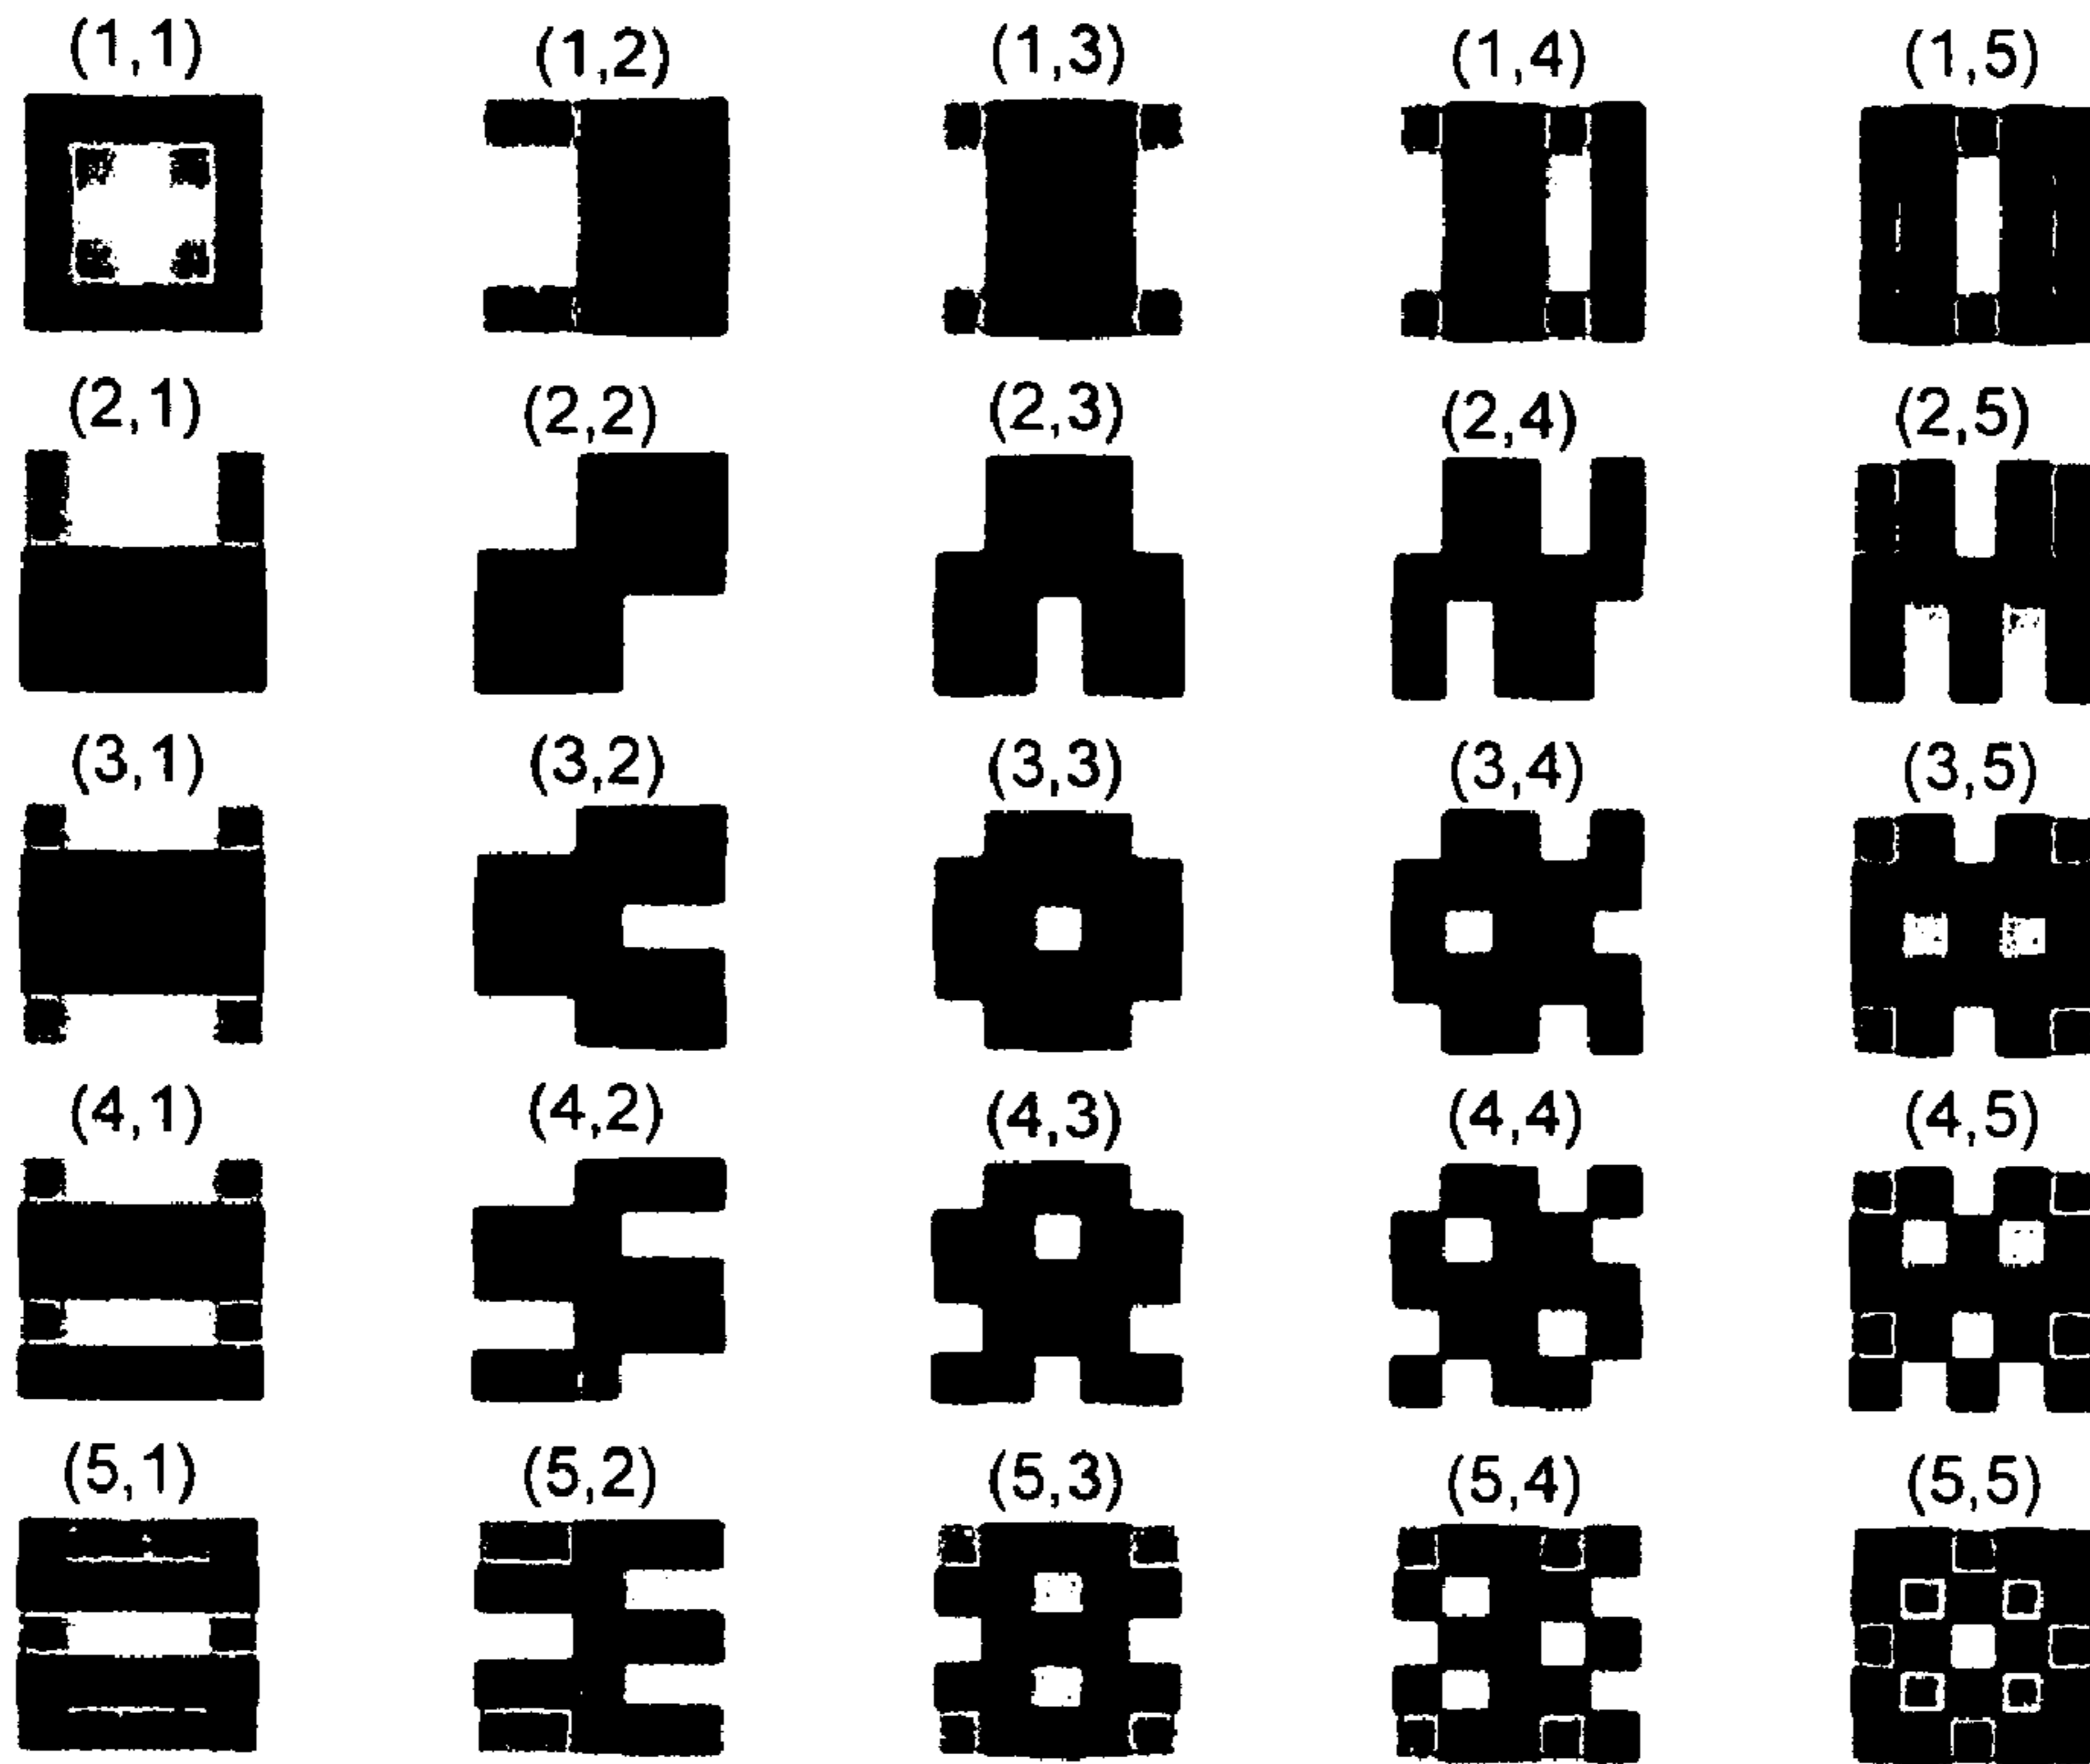 (1,1) (1,2) (1,3) (1,4) (1,5)
(2,1) (2,2) (2,3) (2,4) (2,5)
(3,1) (3,2) (3,3) (3,4) (3,5)
(4,1) (4,2) (4,3) (4,4) (4,5)
(5,1) (5,2) (5,3) (5,4) (5,5)